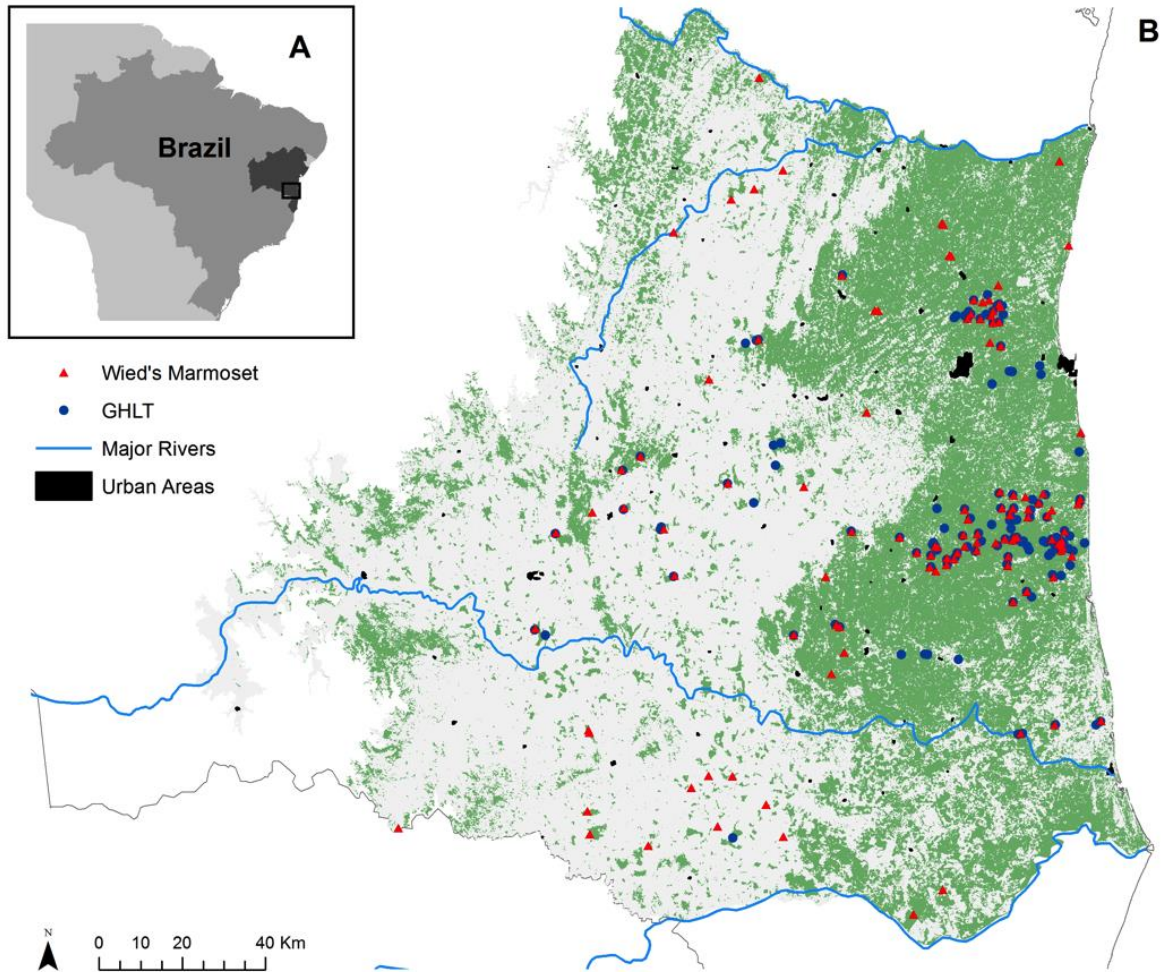 A
Brazil
B
Wied's Marmoset
GHLT
Major Rivers
Urban Areas
N
0 10 20 40 Km